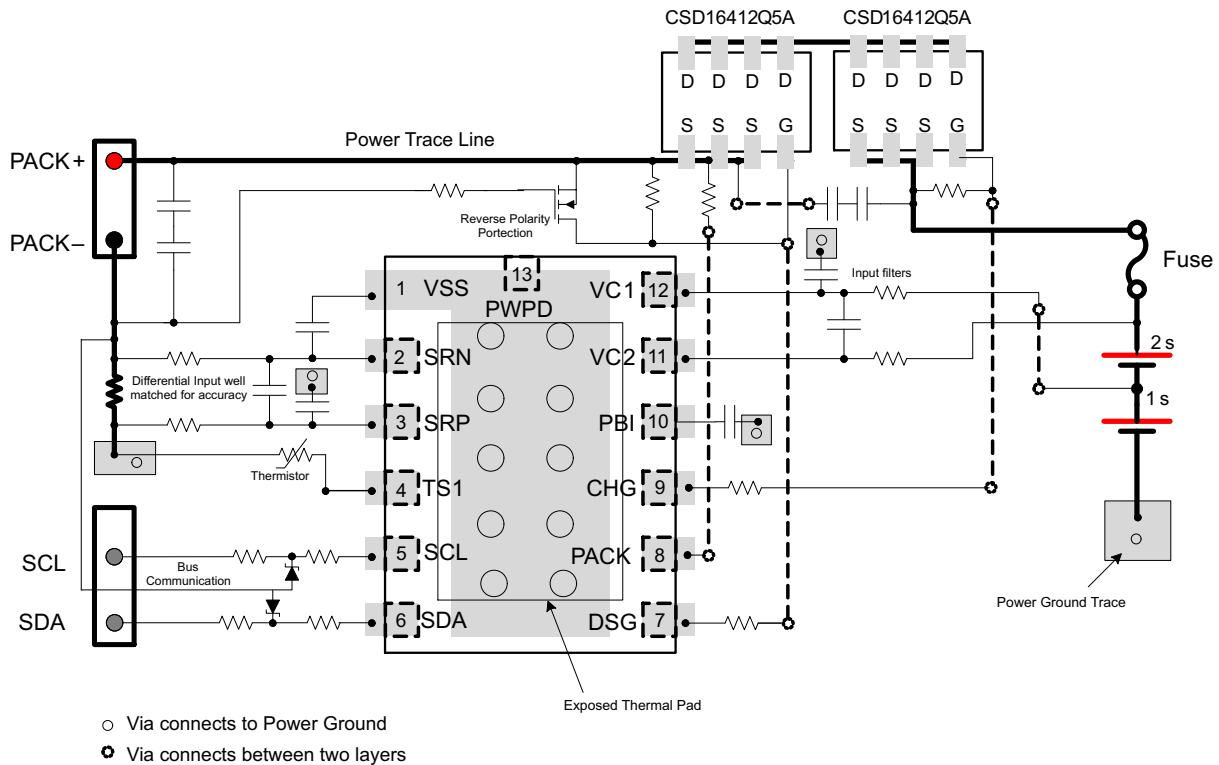 CSD16412Q5A CSD16412Q5A
D D D D D D D D
S S S G S S S G
Power Trace Line
PACK+
PACK–
Reverse Polarity
Portection
Fuse
Input filters
1 VSS
13
PWPD
VC1 12
2 SRN
VC2 11
2 s
1 s
Differential Input well
matched for accuracy
3 SRP
PBI 10
Thermistor
4 TS1
CHG 9
SCL
Bus
Communication
5 SCL
PACK 8
SDA
6 SDA
DSG 7
Power Ground Trace
Exposed Thermal Pad
Via connects to Power Ground
Via connects between two layers